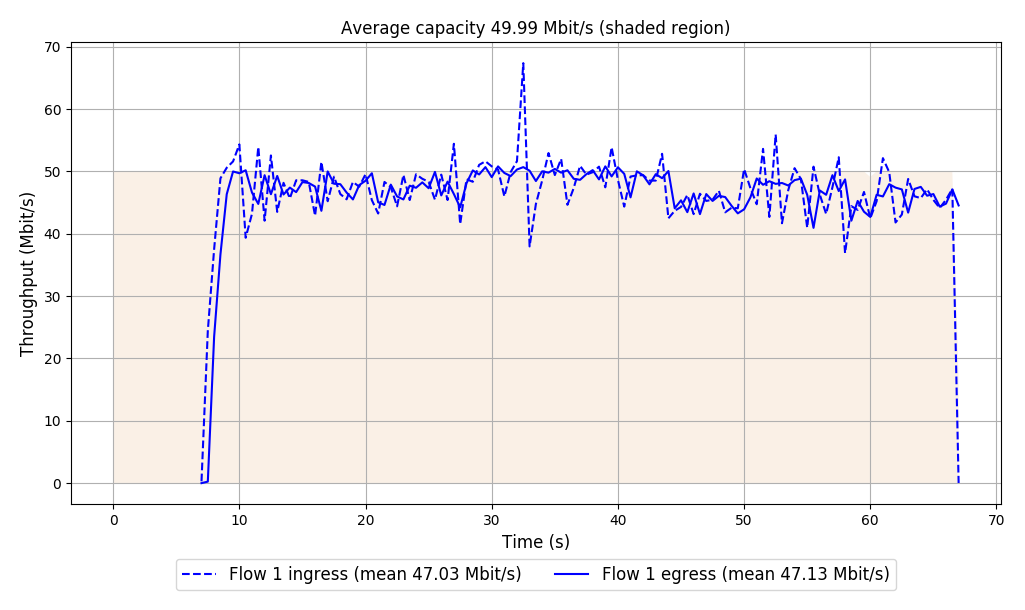 Average capacity 49.99 Mbit/s (shaded region)
70
60
50
40
30
20
10
0
Throughput (Mbit/s)
0 10 20 30 40 50 60 70
Time (s)
Flow 1 ingress (mean 47.03 Mbit/s) Flow 1 egress (mean 47.13 Mbit/s)